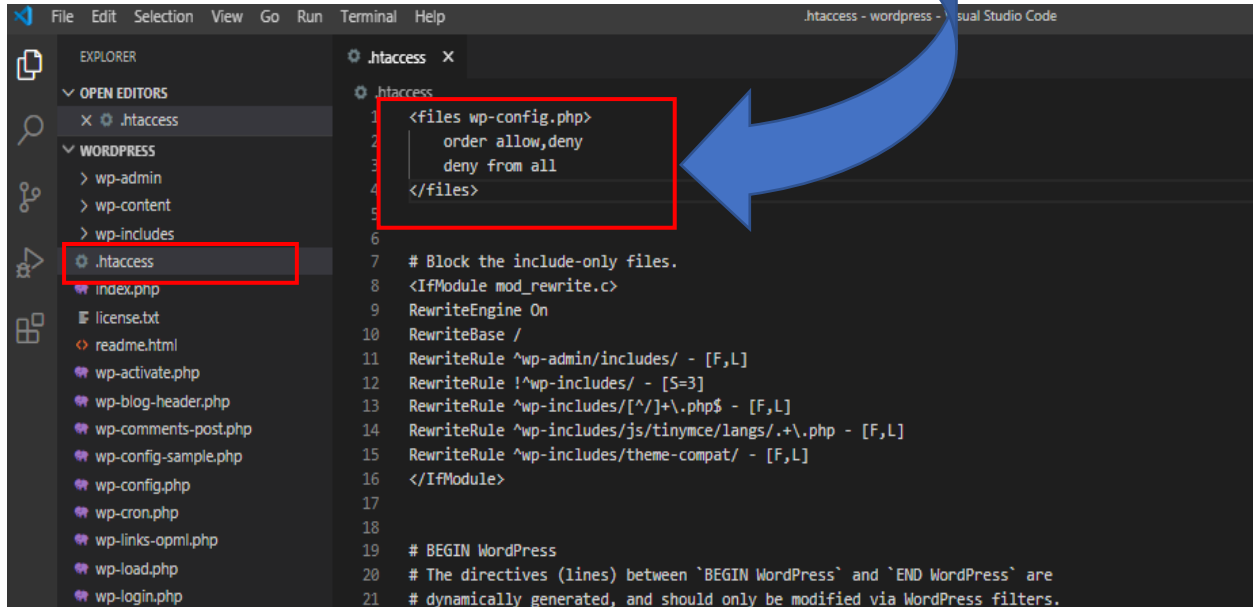 File Edit Selection View Go Run Terminal Help
.htaccess - wordpress - Visual Studio Code
EXPLORER
OPEN EDITORS
.htaccess
WORDPRESS
wp-admin
wp-content
wp-includes
.htaccess
index.php
license.txt
readme.html
wp-activate.php
wp-blog-header.php
wp-comments-post.php
wp-config-sample.php
wp-config.php
wp-cron.php
wp-links-opml.php
wp-load.php
wp-login.php
.htaccess
.htaccess
1 <files wp-config.php>
2 order allow,deny
3 deny from all
4 </files>
5
6
7 # Block the include-only files.
8 <IfModule mod_rewrite.c>
9 RewriteEngine On
10 RewriteBase /
11 RewriteRule ^wp-admin/includes/ - [F,L]
12 RewriteRule !^wp-includes/ - [S=3]
13 RewriteRule ^wp-includes/[^/]+\.php$ - [F,L]
14 RewriteRule ^wp-includes/js/tinymce/langs/.+\.php - [F,L]
15 RewriteRule ^wp-includes/theme-compat/ - [F,L]
16 </IfModule>
17
18
19 # BEGIN WordPress
20 # The directives (lines) between `BEGIN WordPress` and `END WordPress` are
21 # dynamically generated, and should only be modified via WordPress filters.